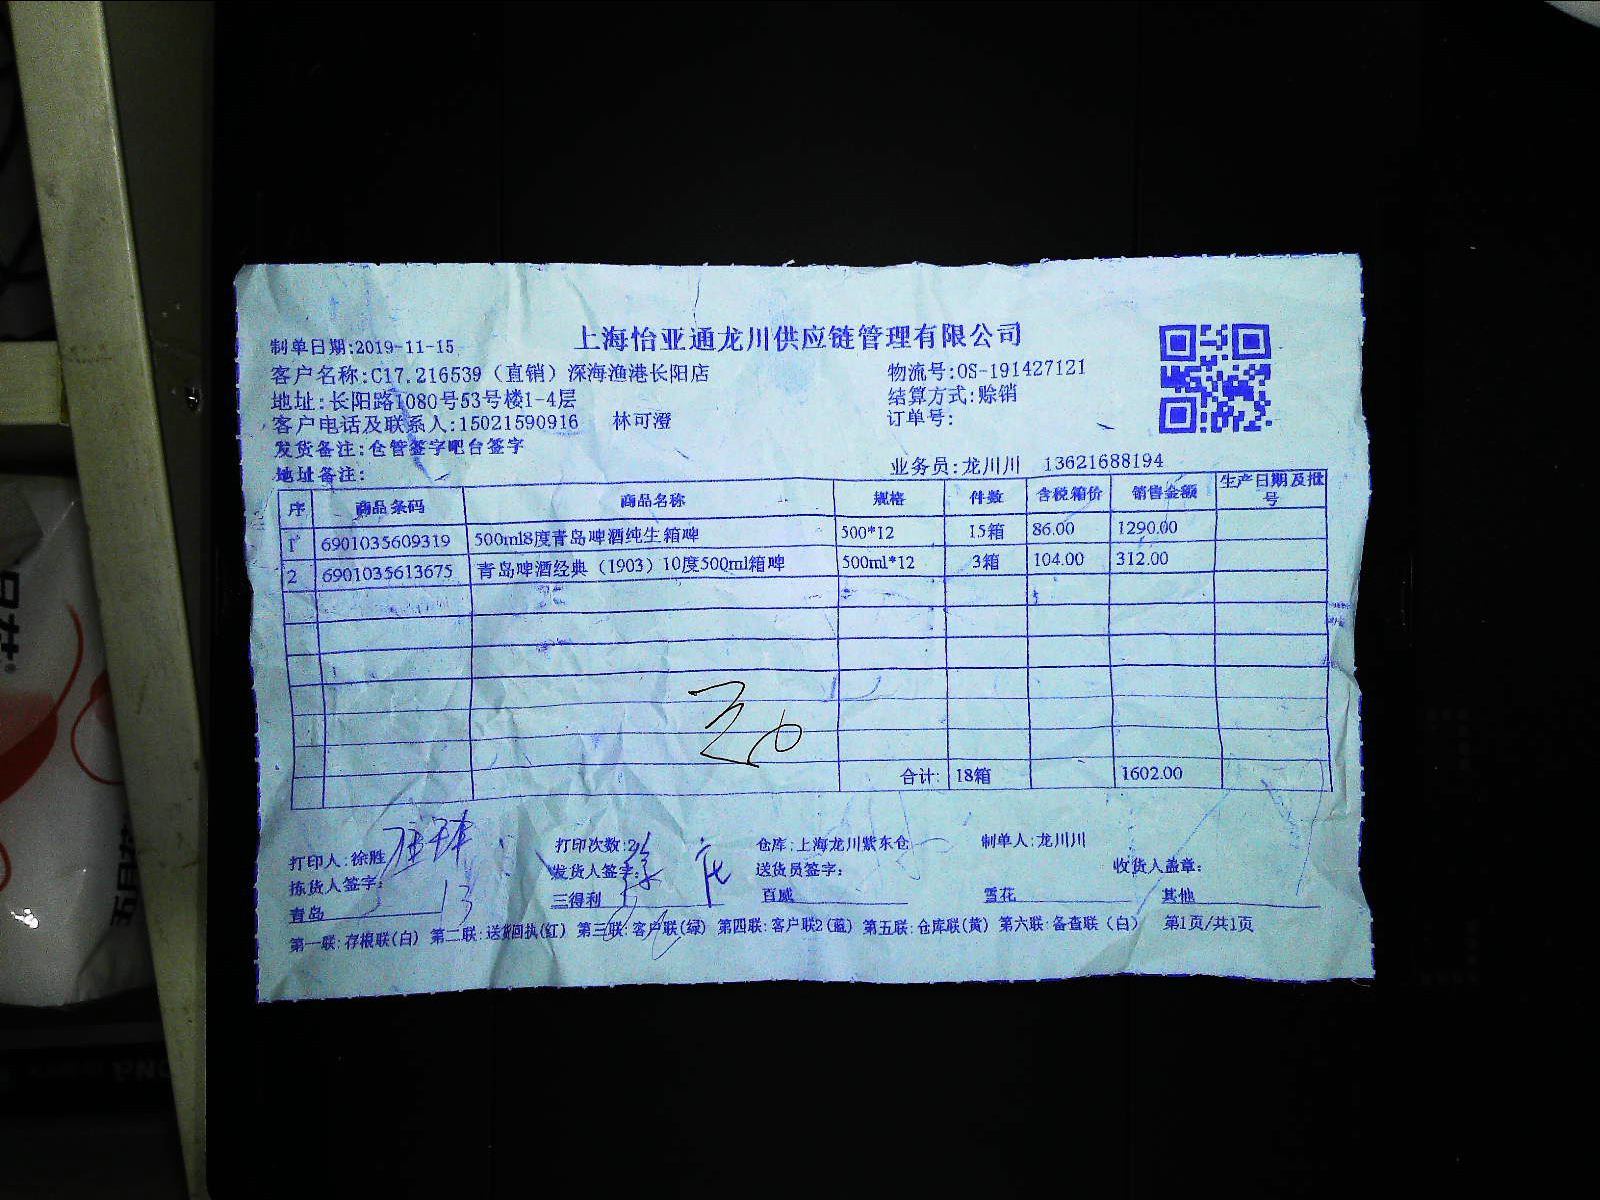 上海怡亚通龙川供应链管理有限公司
制单日期:2019-11-15
客户名称:C17.216539（直销）深海渔港长阳店 物流号:OS-191427121
地址:长阳路1080号53号楼1-4层 结算方式:赊销
客户电话及联系人:15021590916 林可澄 订单号:
发货备注:仓管签字吧台签字
地址备注: 业务员:龙川川 13621688194
序 商品条码 商品名称 规格 件数 含税箱价 销售金额 生产日期及批号
1 6901035609319 500ml8度青岛啤酒纯生箱啤 500*12 15箱 86.00 1290.00
2 6901035613675 青岛啤酒经典（1903）10度500ml箱啤 500ml*12 3箱 104.00 312.00
合计: 18箱 1602.00
打印人:徐胜 打印次数:2 仓库:上海龙川紫东仓 制单人:龙川川
拣货人签字: 发货人签字: 送货员签字: 收货人盖章:
青岛 13 三得利 百威 雪花 其他
第一联:存根联(白) 第二联:送货回执(红) 第三联:客户联(绿) 第四联:客户联2(蓝) 第五联:仓库联(黄) 第六联:备查联（白） 第1页/共1页